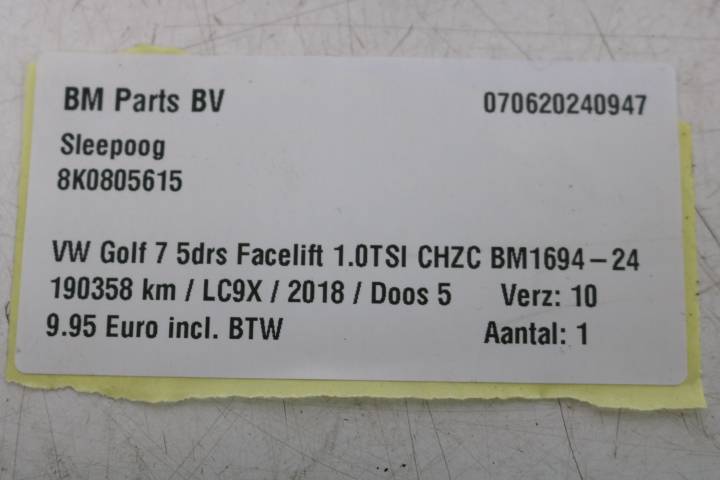 BM Parts BV 070620240947
Sleepoog
8K0805615
VW Golf 7 5drs Facelift 1.0TSI CHZC BM1694-24
190358 km / LC9X / 2018 / Doos 5 Verz: 10
9.95 Euro incl. BTW Aantal: 1